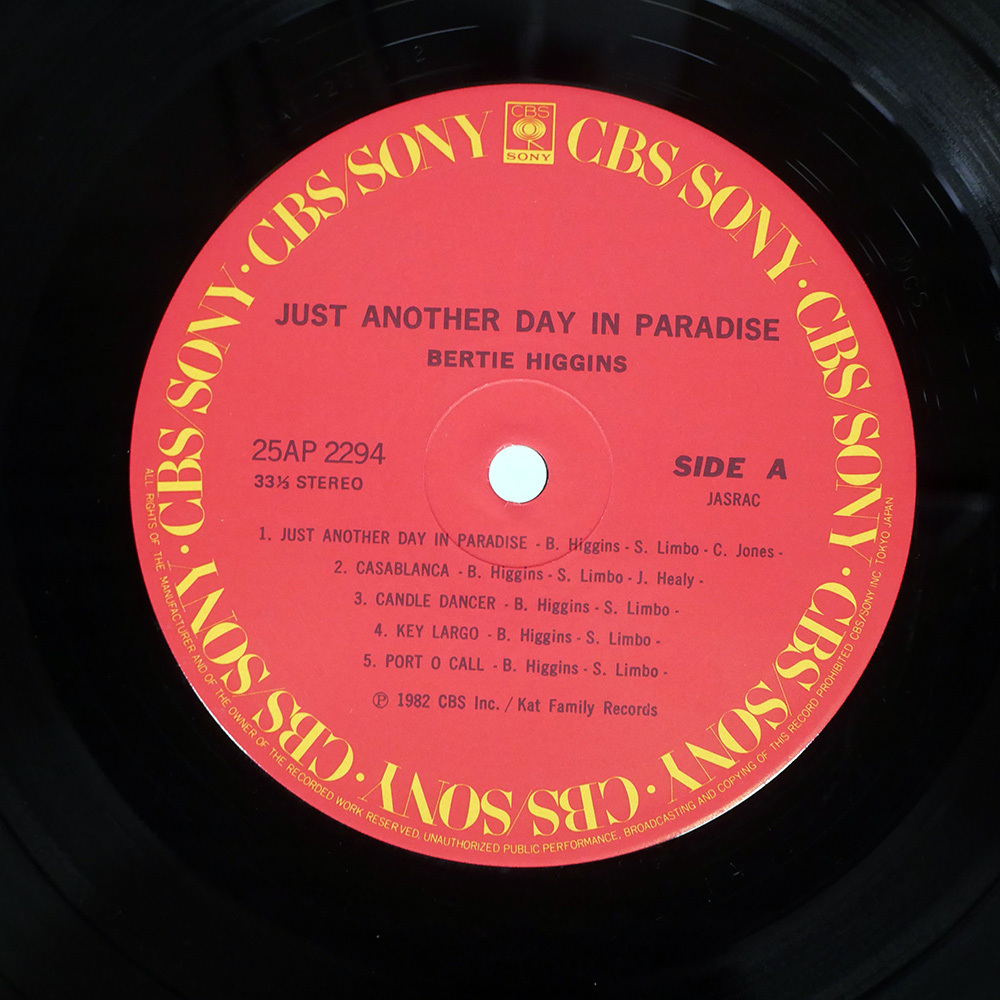 CBS
SONY
CBS/SONY · CBS/SONY · CBS/SONY · CBS/SONY · CBS/SONY · CBS/SONY · CBS/SONY · CBS/SONY · CBS/SONY · CBS/SONY
JUST ANOTHER DAY IN PARADISE
BERTIE HIGGINS
25AP 2294
33⅓ STEREO
SIDE A
JASRAC
1. JUST ANOTHER DAY IN PARADISE - B. Higgins - S. Limbo - C. Jones -
2. CASABLANCA - B. Higgins - S. Limbo - J. Healy -
3. CANDLE DANCER - B. Higgins - S. Limbo -
4. KEY LARGO - B. Higgins - S. Limbo -
5. PORT O CALL - B. Higgins - S. Limbo -
Ⓟ 1982 CBS Inc. / Kat Family Records
ALL RIGHTS OF THE MANUFACTURER AND OF THE OWNER OF THE RECORDED WORK RESERVED. UNAUTHORIZED PUBLIC PERFORMANCE, BROADCASTING AND COPYING OF THIS RECORD PROHIBITED CBS/SONY INC. TOKYO JAPAN